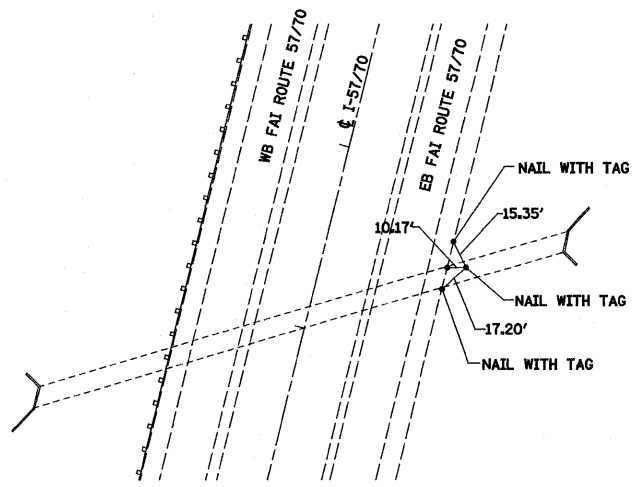 WB FAI ROUTE 57/70
℄ I-57/70
EB FAI ROUTE 57/70
NAIL WITH TAG
15.35'
10.17'
NAIL WITH TAG
17.20'
NAIL WITH TAG